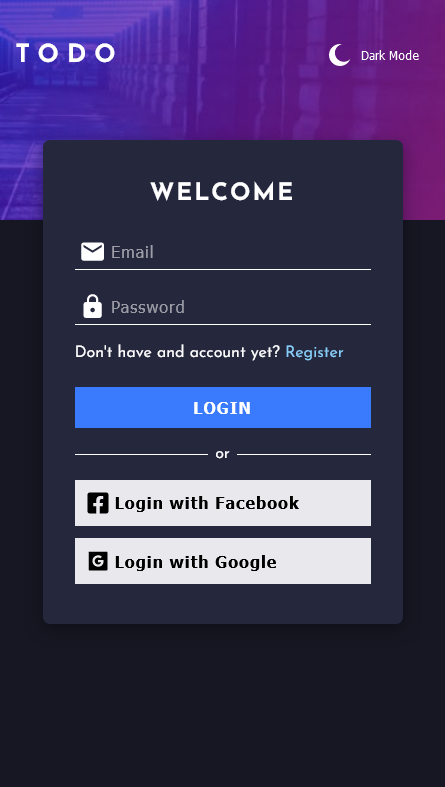 TODO
Dark Mode
WELCOME
Email
Password
Don't have and account yet? Register
LOGIN
or
Login with Facebook
Login with Google